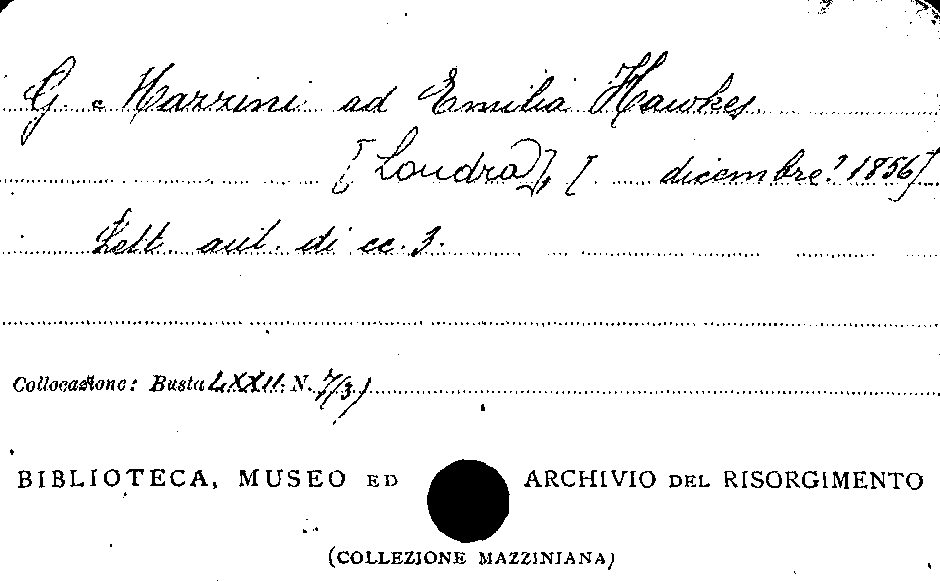 G. Mazzini ad Emilia Hawkes
[Londra], [ dicembre? 1856]
Lett. aut. di cc. 3.
Collocazione: Busta LXXII. N. 7/3)
BIBLIOTECA, MUSEO ED ARCHIVIO DEL RISORGIMENTO
(COLLEZIONE MAZZINIANA)